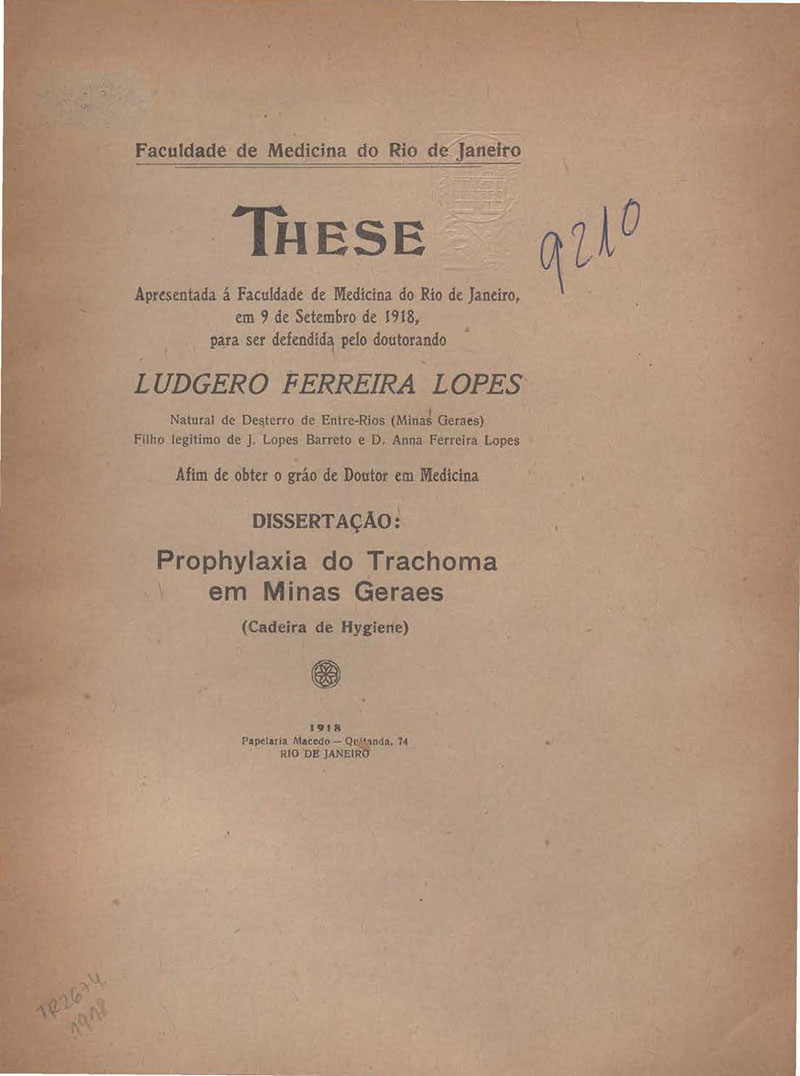 Faculdade de Medicina do Rio de Janeiro
THESE
9210
Apresentada á Faculdade de Medicina do Rio de Janeiro,
em 9 de Setembro de 1918,
para ser defendida pelo doutorando
LUDGERO FERREIRA LOPES
Natural de Desterro de Entre-Rios (Minas Geraes)
Filho legitimo de J. Lopes Barreto e D. Anna Ferreira Lopes
Afim de obter o gráo de Doutor em Medicina
DISSERTAÇÃO:
Prophylaxia do Trachoma
em Minas Geraes
(Cadeira de Hygiene)
1918
Papelaria Macedo — Quitanda, 74
RIO DE JANEIRO
TR2674
1918